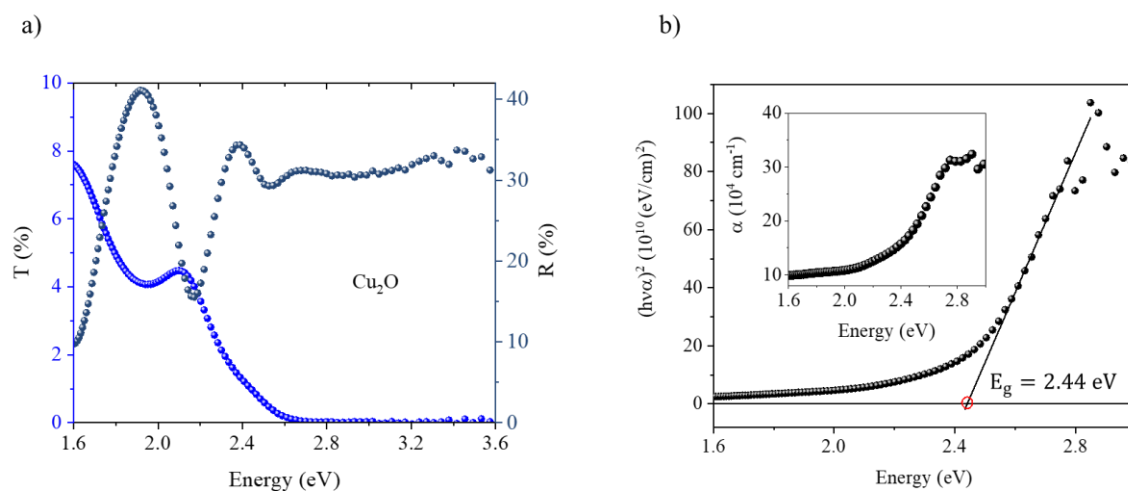 a)
b)
10
8
6
4
2
0
T (%)
40
30
20
10
0
R (%)
Cu₂O
1.6 2.0 2.4 2.8 3.2 3.6
Energy (eV)
100
80
60
40
20
0
(hνα)² (10¹⁰ (eV/cm)²)
40
30
20
10
α (10⁴ cm⁻¹)
1.6 2.0 2.4 2.8
Energy (eV)
E_g = 2.44 eV
1.6 2.0 2.4 2.8
Energy (eV)